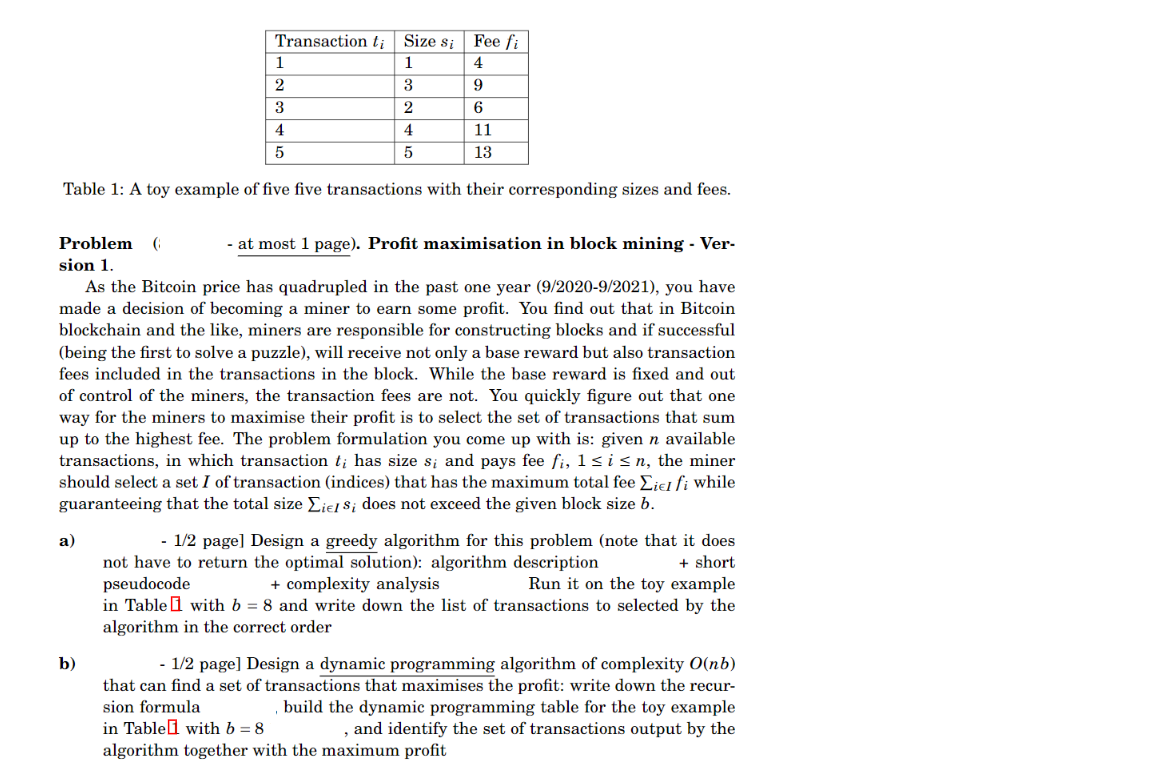 Transaction tᵢ Size sᵢ Fee fᵢ
1 1 4
2 3 9
3 2 6
4 4 11
5 5 13
Table 1: A toy example of five five transactions with their corresponding sizes and fees.
Problem ( - at most 1 page). Profit maximisation in block mining - Ver-
sion 1.
As the Bitcoin price has quadrupled in the past one year (9/2020-9/2021), you have
made a decision of becoming a miner to earn some profit. You find out that in Bitcoin
blockchain and the like, miners are responsible for constructing blocks and if successful
(being the first to solve a puzzle), will receive not only a base reward but also transaction
fees included in the transactions in the block. While the base reward is fixed and out
of control of the miners, the transaction fees are not. You quickly figure out that one
way for the miners to maximise their profit is to select the set of transactions that sum
up to the highest fee. The problem formulation you come up with is: given n available
transactions, in which transaction tᵢ has size sᵢ and pays fee fᵢ, 1 ≤ i ≤ n, the miner
should select a set I of transaction (indices) that has the maximum total fee ∑ᵢ∈I fᵢ while
guaranteeing that the total size ∑ᵢ∈I sᵢ does not exceed the given block size b.
a) - 1/2 page] Design a greedy algorithm for this problem (note that it does
not have to return the optimal solution): algorithm description + short
pseudocode + complexity analysis Run it on the toy example
in Table 1 with b = 8 and write down the list of transactions to selected by the
algorithm in the correct order
b) - 1/2 page] Design a dynamic programming algorithm of complexity O(nb)
that can find a set of transactions that maximises the profit: write down the recur-
sion formula , build the dynamic programming table for the toy example
in Table 1 with b = 8 , and identify the set of transactions output by the
algorithm together with the maximum profit